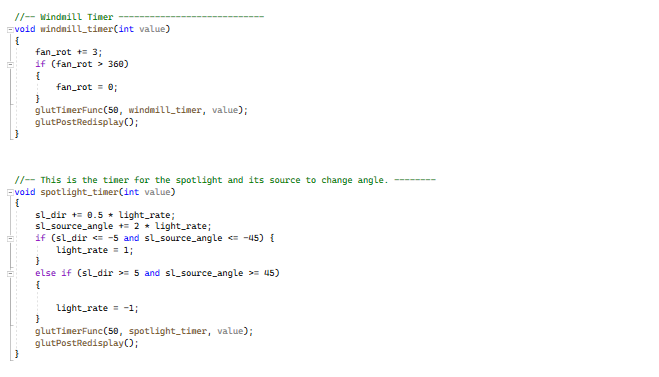 //-- Windmill Timer ----------------------------
void windmill_timer(int value)
{
    fan_rot += 3;
    if (fan_rot > 360)
    {
        fan_rot = 0;
    }
    glutTimerFunc(50, windmill_timer, value);
    glutPostRedisplay();
}
//-- This is the timer for the spotlight and its source to change angle. --------
void spotlight_timer(int value)
{
    sl_dir += 0.5 * light_rate;
    sl_source_angle += 2 * light_rate;
    if (sl_dir <= -5 and sl_source_angle <= -45) {
        light_rate = 1;
    }
    else if (sl_dir >= 5 and sl_source_angle >= 45)
    {
        light_rate = -1;
    }
    glutTimerFunc(50, spotlight_timer, value);
    glutPostRedisplay();
}